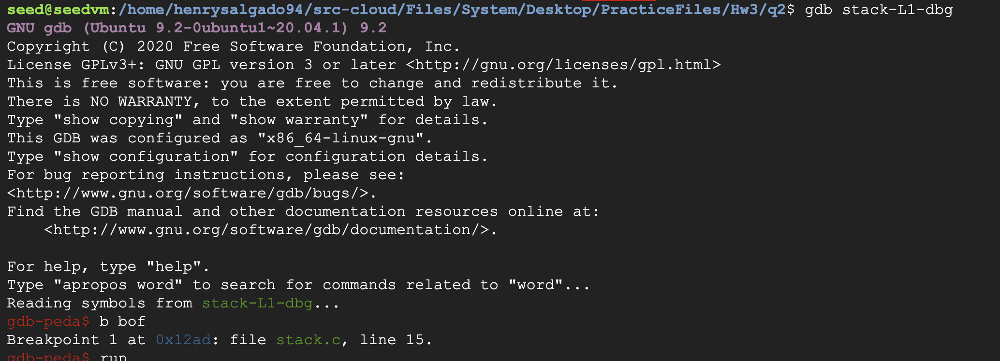 seed@seedvm:/home/henrysalgado94/src-cloud/Files/System/Desktop/PracticeFiles/Hw3/q2$ gdb stack-L1-dbg
GNU gdb (Ubuntu 9.2-0ubuntu1~20.04.1) 9.2
Copyright (C) 2020 Free Software Foundation, Inc.
License GPLv3+: GNU GPL version 3 or later <http://gnu.org/licenses/gpl.html>
This is free software: you are free to change and redistribute it.
There is NO WARRANTY, to the extent permitted by law.
Type "show copying" and "show warranty" for details.
This GDB was configured as "x86_64-linux-gnu".
Type "show configuration" for configuration details.
For bug reporting instructions, please see:
<http://www.gnu.org/software/gdb/bugs/>.
Find the GDB manual and other documentation resources online at:
    <http://www.gnu.org/software/gdb/documentation/>.

For help, type "help".
Type "apropos word" to search for commands related to "word"...
Reading symbols from stack-L1-dbg...
gdb-peda$ b bof
Breakpoint 1 at 0x12ad: file stack.c, line 15.
gdb-peda$ run